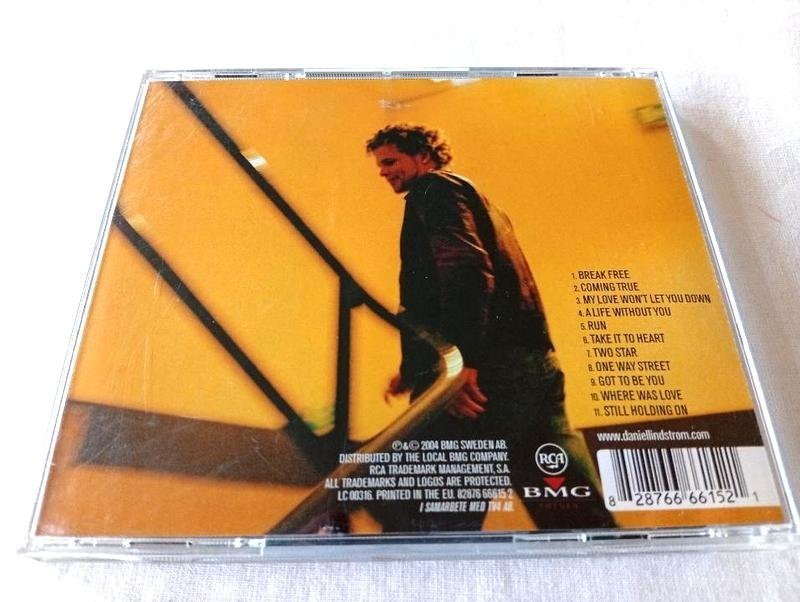 1. BREAK FREE
2. COMING TRUE
3. MY LOVE WON'T LET YOU DOWN
4. A LIFE WITHOUT YOU
5. RUN
6. TAKE IT TO HEART
7. TWO STAR
8. ONE WAY STREET
9. GOT TO BE YOU
10. WHERE WAS LOVE
11. STILL HOLDING ON
www.daniellindstrom.com
℗&© 2004 BMG SWEDEN AB.
DISTRIBUTED BY THE LOCAL BMG COMPANY.
RCA TRADEMARK MANAGEMENT, S.A.
ALL TRADEMARKS AND LOGOS ARE PROTECTED.
LC 00316. PRINTED IN THE EU. 82876 66615 2
I SAMARBETE MED TV4 AB.
RCA
BMG
SWEDEN
8 28766 66152 1